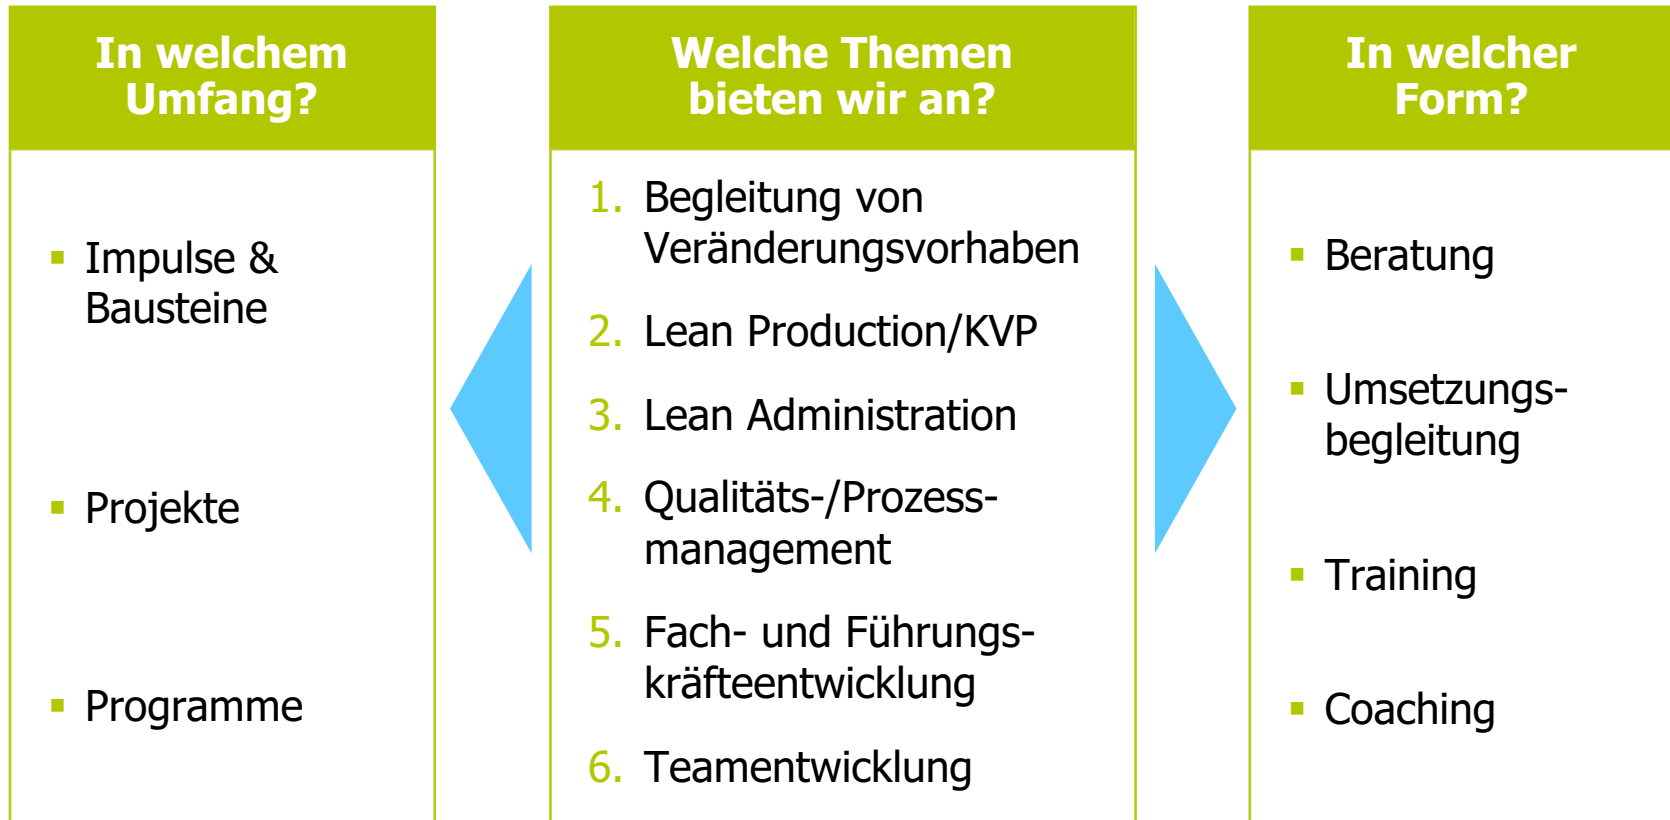 In welchem
Umfang?
▪ Impulse &
Bausteine
▪ Projekte
▪ Programme
Welche Themen
bieten wir an?
1. Begleitung von
Veränderungsvorhaben
2. Lean Production/KVP
3. Lean Administration
4. Qualitäts-/Prozess-
management
5. Fach- und Führungs-
kräfteentwicklung
6. Teamentwicklung
In welcher
Form?
▪ Beratung
▪ Umsetzungs-
begleitung
▪ Training
▪ Coaching